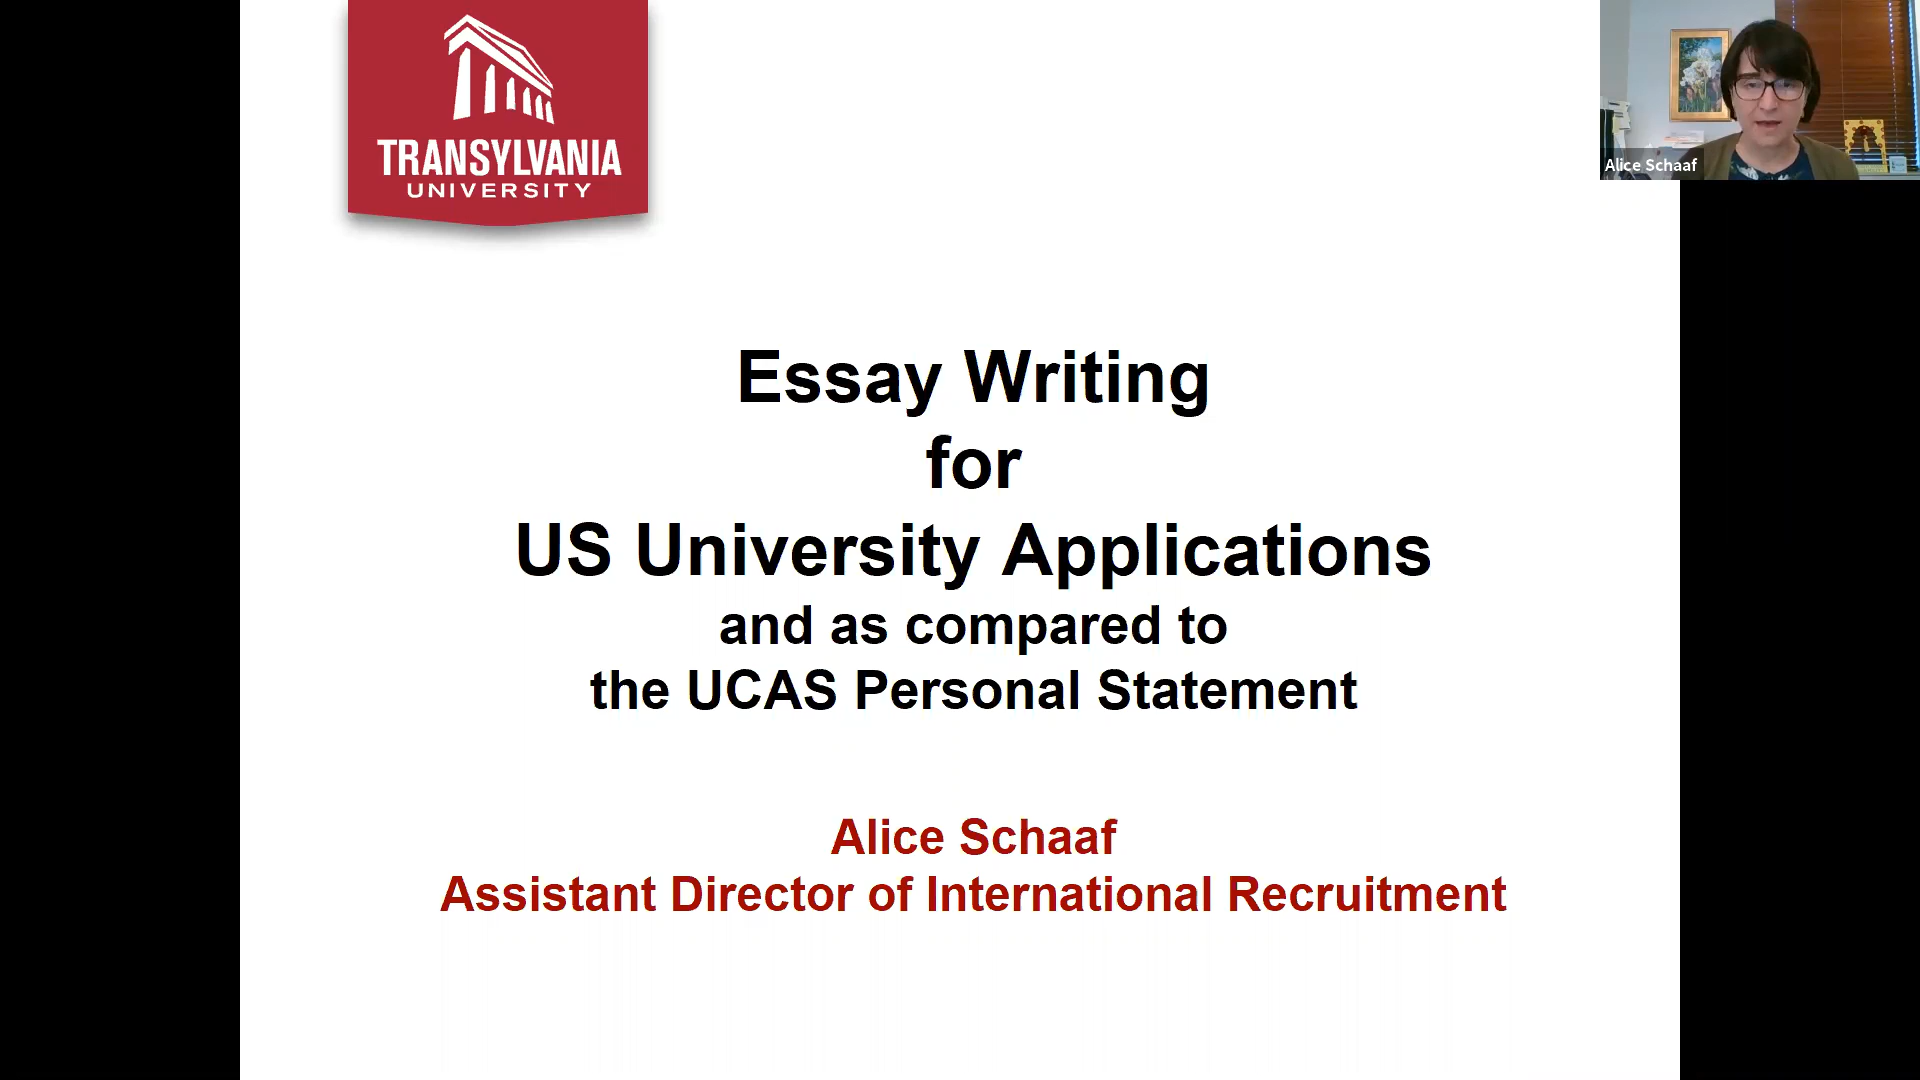 TRANSYLVANIA
UNIVERSITY
Alice Schaaf
Essay Writing
for
US University Applications
and as compared to
the UCAS Personal Statement
Alice Schaaf
Assistant Director of International Recruitment